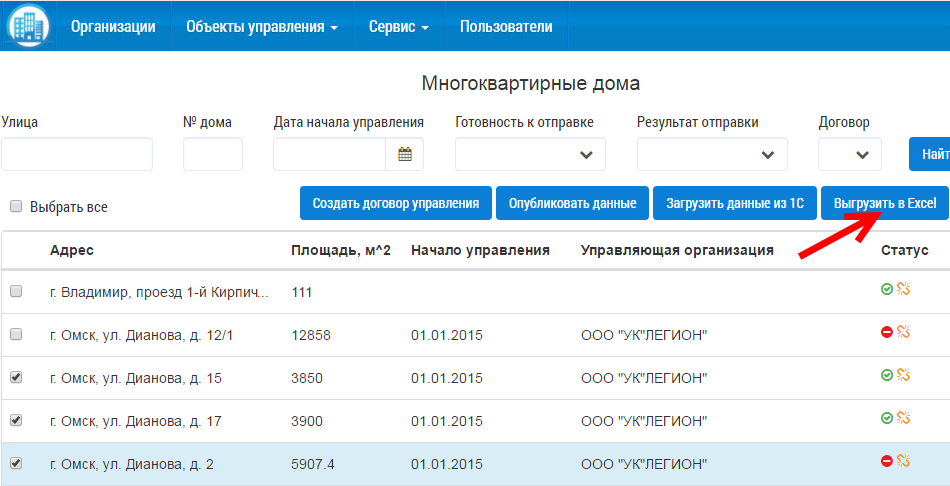 Организации Объекты управления Сервис Пользователи
Многоквартирные дома
Улица № дома Дата начала управления Готовность к отправке Результат отправки Договор
Найт
Выбрать все Создать договор управления Опубликовать данные Загрузить данные из 1С Выгрузить в Excel
Адрес Площадь, м^2 Начало управления Управляющая организация Статус
г. Владимир, проезд 1-й Кирпич... 111
г. Омск, ул. Дианова, д. 12/1 12858 01.01.2015 ООО "УК"ЛЕГИОН"
г. Омск, ул. Дианова, д. 15 3850 01.01.2015 ООО "УК"ЛЕГИОН"
г. Омск, ул. Дианова, д. 17 3900 01.01.2015 ООО "УК"ЛЕГИОН"
г. Омск, ул. Дианова, д. 2 5907.4 01.01.2015 ООО "УК"ЛЕГИОН"